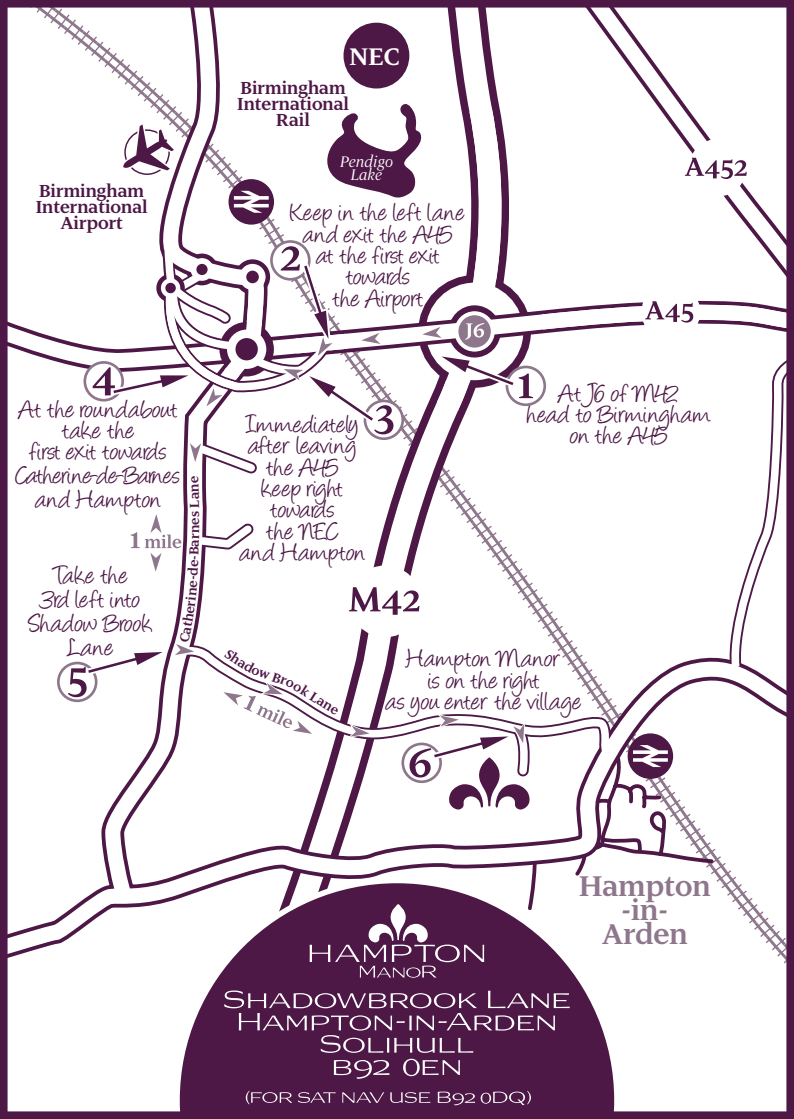 NEC
Birmingham
International
Rail
Pendigo
Lake
A452
Birmingham
International
Airport
Keep in the left lane
and exit the A45
at the first exit
towards
the Airport
2
A45
J6
1
At J6 of M42
head to Birmingham
on the A45
4
At the roundabout
take the
first exit towards
Catherine-de-Barnes
and Hampton
3
Immediately
after leaving
the A45
keep right
towards
the NEC
and Hampton
Catherine-de-Barnes Lane
1 mile
Take the
3rd left into
Shadow Brook
Lane
5
M42
Shadow Brook Lane
1 mile
Hampton Manor
is on the right
as you enter the village
6
Hampton
-in-
Arden
HAMPTON
MANOR
SHADOWBROOK LANE
HAMPTON-IN-ARDEN
SOLIHULL
B92 0EN
(FOR SAT NAV USE B92 0DQ)